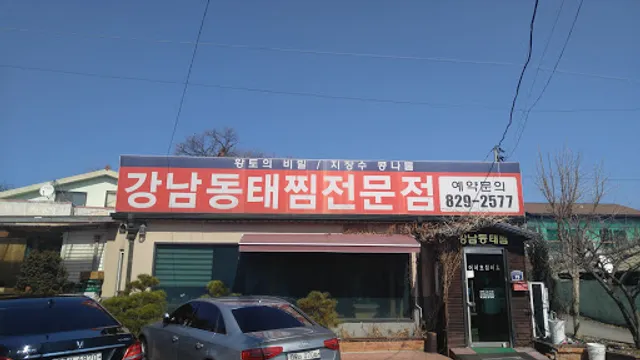 황토의 비밀 / 지장수 콩나물
강남동태찜전문점
예약문의
829-2577
강남동태찜